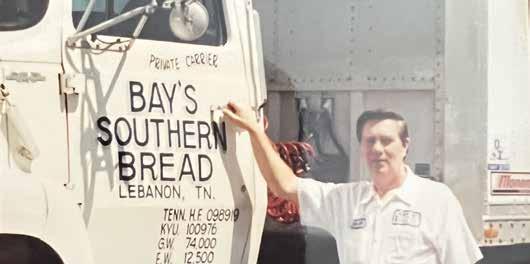 PRIVATE CARRIER
BAY'S
SOUTHERN
BREAD
LEBANON, TN.
TENN. H.F. 098919
KYU. 100976
G.W. 74,000
E.W. 12,500